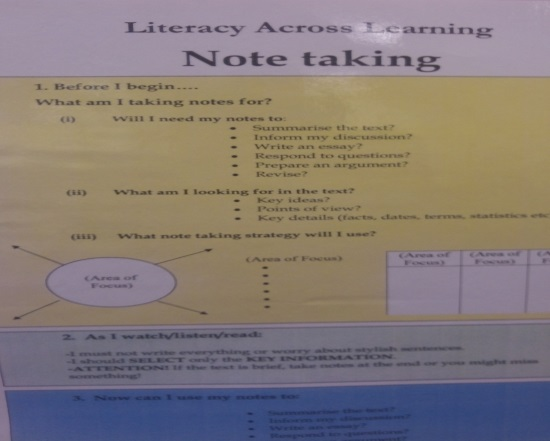 Literacy Across Learning
Note taking
1. Before I begin....
What am I taking notes for?
(i) Will I need my notes to:
• Summarise the text?
• Inform my discussion?
• Write an essay?
• Respond to questions?
• Prepare an argument?
• Revise?
(ii) What am I looking for in the text?
• Key ideas?
• Points of view?
• Key details (facts, dates, terms, statistics etc
(iii) What note taking strategy will I use?
(Area of
Focus)
(Area of Focus)
•
•
•
•
•
•
(Area of
Focus)
(Area of
Focus)
2. As I watch/listen/read:
-I must not write everything or worry about stylish sentences.
-I should SELECT only the KEY INFORMATION.
-ATTENTION! If the text is brief, take notes at the end or you might miss
something!
3. Now can I use my notes to:
• Summarise the text?
• Inform my discussion?
• Write an essay?
• Respond to questions?